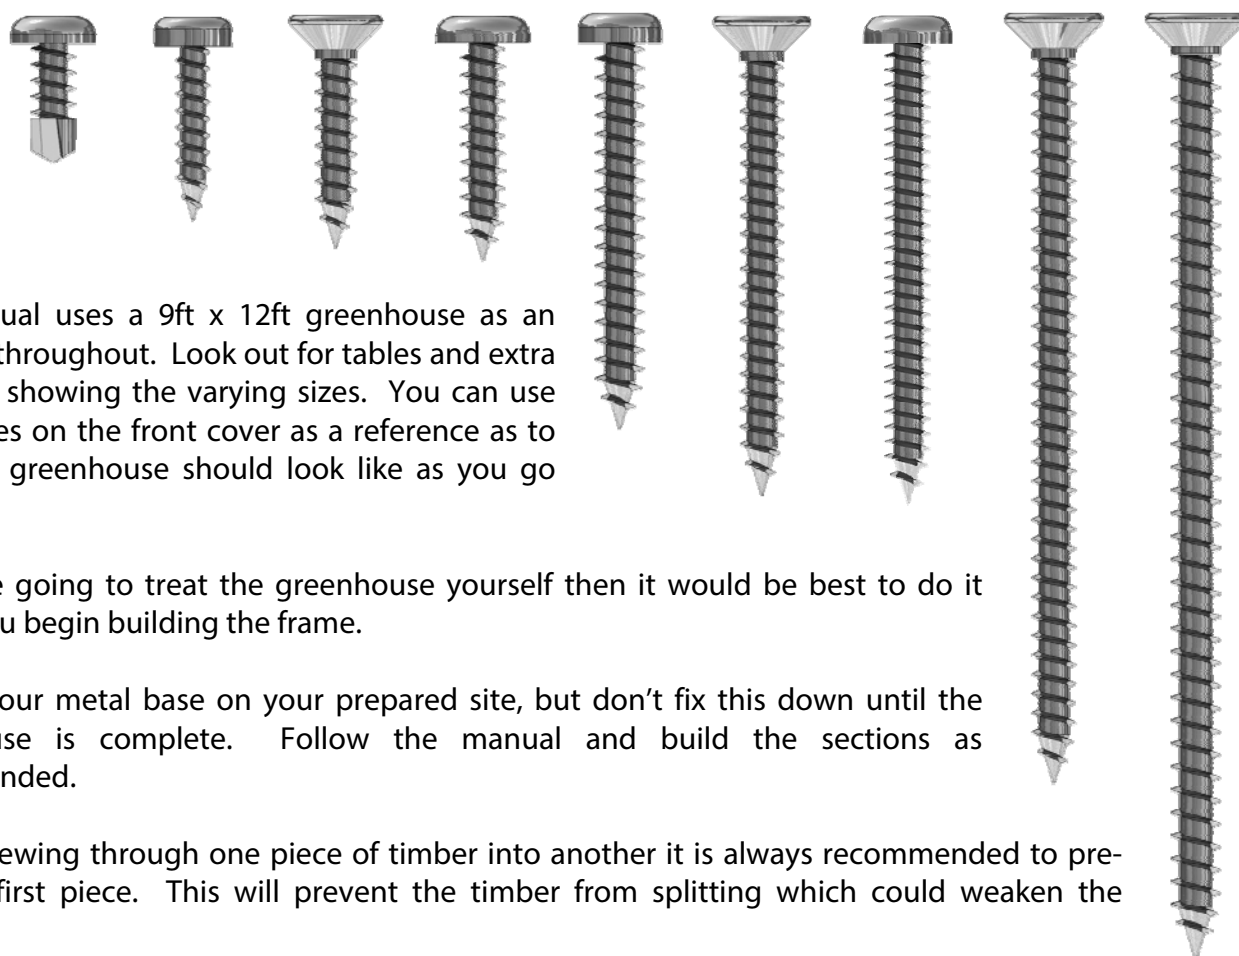 ual uses a 9ft x 12ft greenhouse as an
throughout. Look out for tables and extra
showing the varying sizes. You can use
es on the front cover as a reference as to
greenhouse should look like as you go
e going to treat the greenhouse yourself then it would be best to do it
u begin building the frame.
our metal base on your prepared site, but don't fix this down until the
use is complete. Follow the manual and build the sections as
nded.
ewing through one piece of timber into another it is always recommended to pre-
first piece. This will prevent the timber from splitting which could weaken the